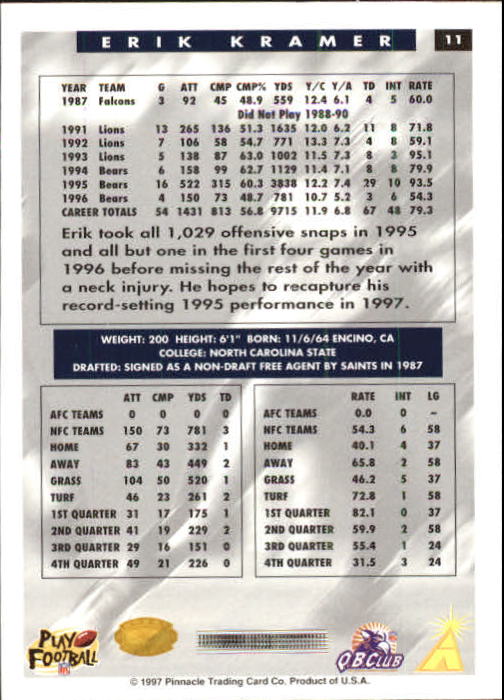 ERIK KRAMER 11
YEAR TEAM G ATT CMP CMP% YDS Y/C Y/A TD INT RATE
1987 Falcons 3 92 45 48.9 559 12.4 6.1 4 5 60.0
Did Not Play 1988-90
1991 Lions 13 265 136 51.3 1635 12.0 6.2 11 8 71.8
1992 Lions 7 106 58 54.7 771 13.3 7.3 4 8 59.1
1993 Lions 5 138 87 63.0 1002 11.5 7.3 8 3 95.1
1994 Bears 6 158 99 62.7 1129 11.4 7.1 8 8 79.9
1995 Bears 16 522 315 60.3 3838 12.2 7.4 29 10 93.5
1996 Bears 4 150 73 48.7 781 10.7 5.2 3 6 54.3
CAREER TOTALS 54 1431 813 56.8 9715 11.9 6.8 67 48 79.3
Erik took all 1,029 offensive snaps in 1995
and all but one in the first four games in
1996 before missing the rest of the year with
a neck injury. He hopes to recapture his
record-setting 1995 performance in 1997.
WEIGHT: 200 HEIGHT: 6'1" BORN: 11/6/64 ENCINO, CA
COLLEGE: NORTH CAROLINA STATE
DRAFTED: SIGNED AS A NON-DRAFT FREE AGENT BY SAINTS IN 1987
ATT CMP YDS TD
AFC TEAMS 0 0 0 0
NFC TEAMS 150 73 781 3
HOME 67 30 332 1
AWAY 83 43 449 2
GRASS 104 50 520 1
TURF 46 23 261 2
1ST QUARTER 31 17 175 1
2ND QUARTER 41 19 229 2
3RD QUARTER 29 16 151 0
4TH QUARTER 49 21 226 0
RATE INT LG
AFC TEAMS 0.0 0 –
NFC TEAMS 54.3 6 58
HOME 40.1 4 37
AWAY 65.8 2 58
GRASS 46.2 5 37
TURF 72.8 1 58
1ST QUARTER 82.1 0 37
2ND QUARTER 59.9 2 58
3RD QUARTER 55.4 1 24
4TH QUARTER 31.5 3 24
PLAY
FOOTBALL
NFL
QB CLUB
© 1997 Pinnacle Trading Card Co. Product of U.S.A.